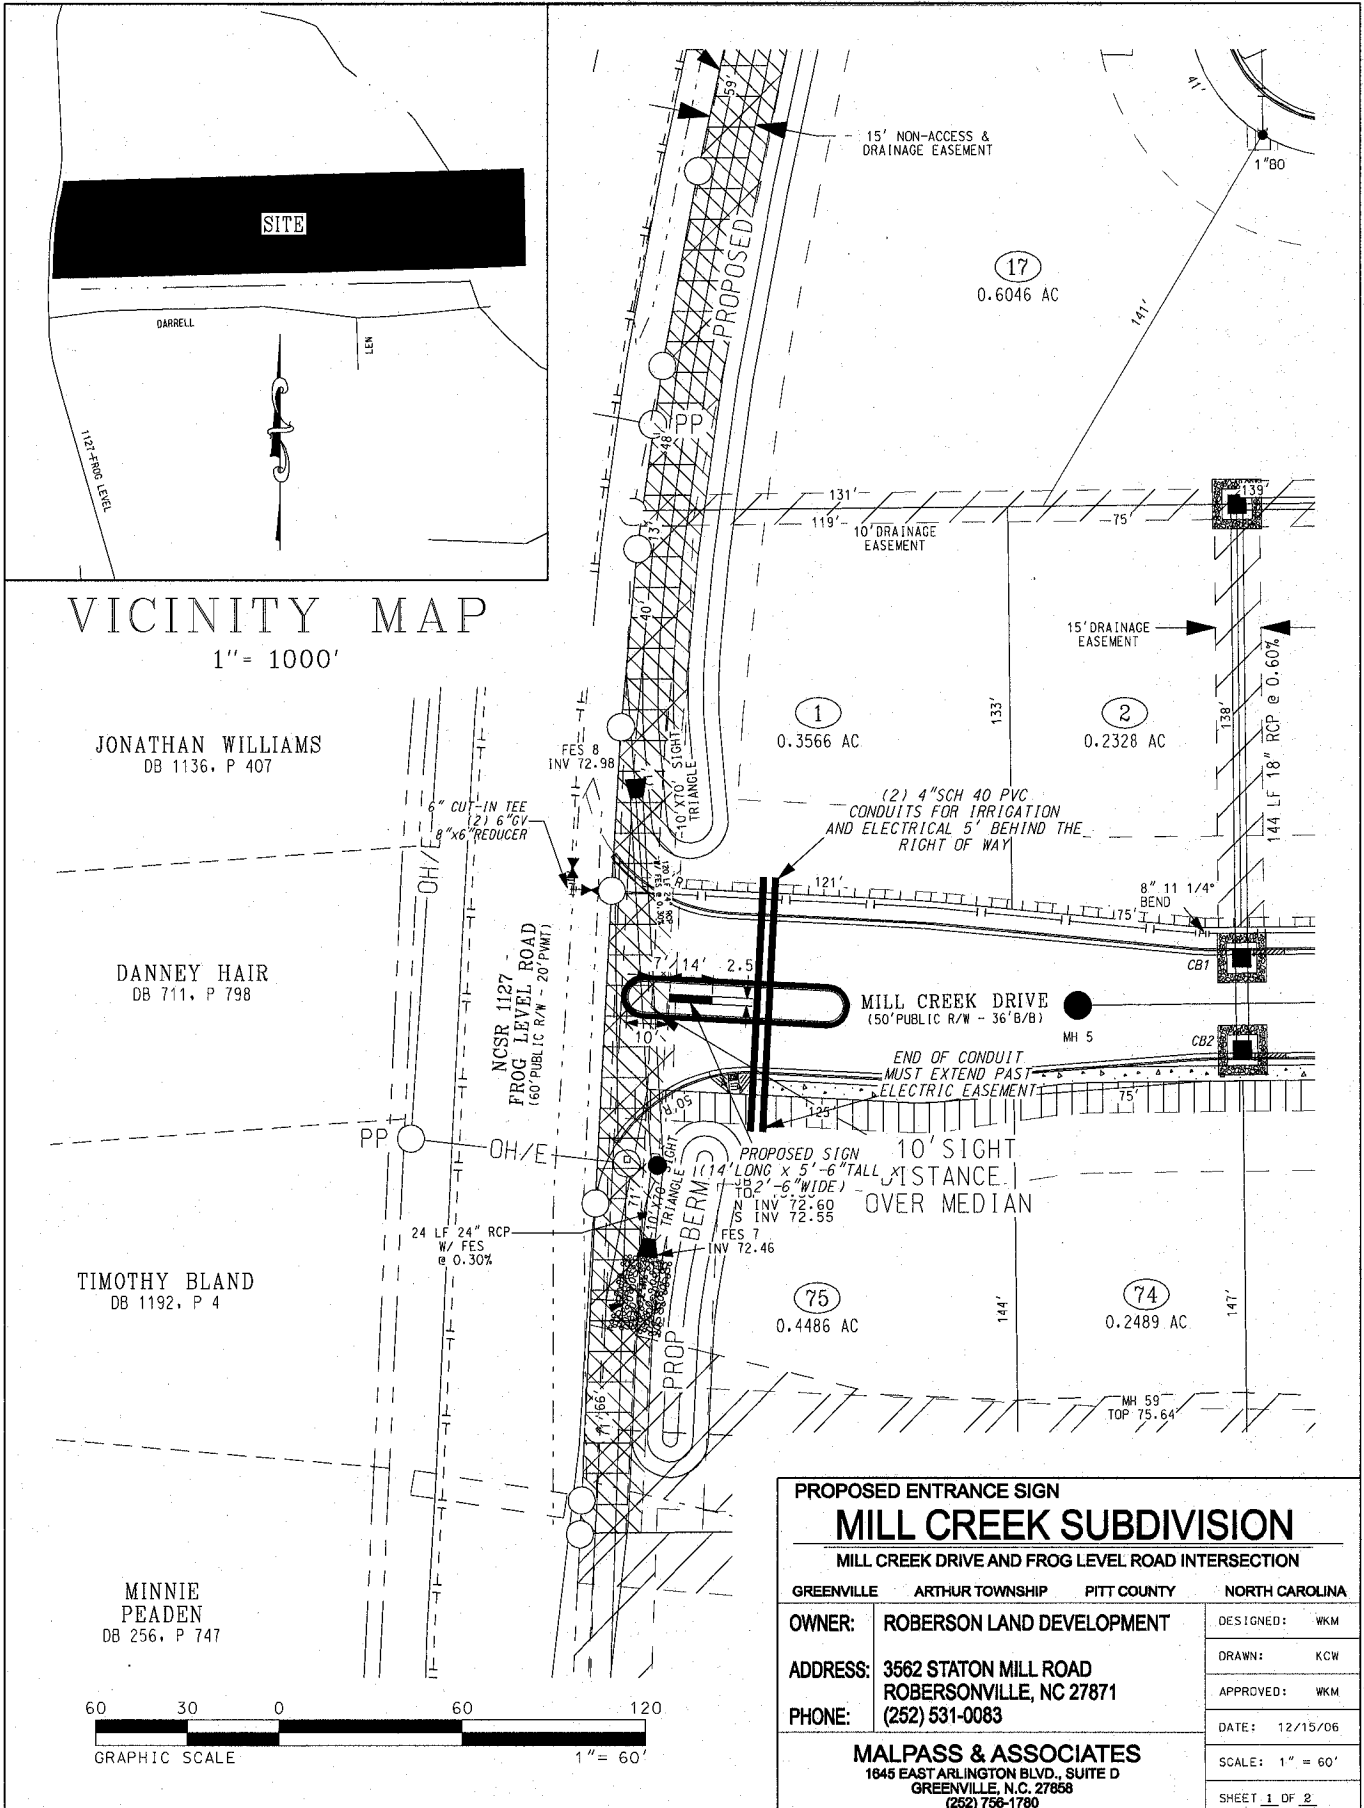 SITE
DARRELL
LEN
1127-FROG LEVEL
VICINITY MAP
1"= 1000'
59'
15' NON-ACCESS &
DRAINAGE EASEMENT
41'
1"BO
PROPOSED
17
0.6046 AC
141'
PP
48'
131'
139'
119'
75'
10'DRAINAGE
EASEMENT
13'
40'
15'DRAINAGE
EASEMENT
144 LF 18" RCP @ 0.60%
138'
133'
1
0.3566 AC
2
0.2328 AC
JONATHAN WILLIAMS
DB 1136, P 407
FES 8
INV 72.98
10'X70' SIGHT
TRIANGLE
6" CUT-IN TEE
(2) 6"GV
8"x6"REDUCER
(2) 4"SCH 40 PVC
CONDUITS FOR IRRIGATION
AND ELECTRICAL 5' BEHIND THE
RIGHT OF WAY
OH/E
121'
75'
8" 11 1/4°
BEND
CB1
DANNEY HAIR
DB 711, P 798
NCSR 1127 -
FROG LEVEL ROAD
(60'PUBLIC R/W - 20'PVMT)
7'
14'
2.5
10'
MILL CREEK DRIVE
(50'PUBLIC R/W - 36'B/B)
MH 5
CB2
END OF CONDUIT
MUST EXTEND PAST
ELECTRIC EASEMENT
75'
125'
50'R
PP
OH/E
10'X70' SIGHT
TRIANGLE
71'
PROPOSED SIGN
(14'LONG x 5'-6"TALL x
2'-6"WIDE)
N INV 72.60
S INV 72.55
10'SIGHT
DISTANCE
OVER MEDIAN
24 LF 24" RCP
W/ FES
@ 0.30%
FES 7
INV 72.46
PROP BERM
TIMOTHY BLAND
DB 1192, P 4
75
0.4486 AC
144'
74
0.2489 AC
147'
66'
71'
MH 59
TOP 75.64
MINNIE
PEADEN
DB 256, P 747
60 30 0 60 120
GRAPHIC SCALE 1"= 60'
PROPOSED ENTRANCE SIGN
MILL CREEK SUBDIVISION
MILL CREEK DRIVE AND FROG LEVEL ROAD INTERSECTION
GREENVILLE ARTHUR TOWNSHIP PITT COUNTY NORTH CAROLINA
OWNER: ROBERSON LAND DEVELOPMENT
ADDRESS: 3562 STATON MILL ROAD
ROBERSONVILLE, NC 27871
PHONE: (252) 531-0083
MALPASS & ASSOCIATES
1645 EAST ARLINGTON BLVD., SUITE D
GREENVILLE, N.C. 27858
(252) 756-1780
DESIGNED: WKM
DRAWN: KCW
APPROVED: WKM
DATE: 12/15/06
SCALE: 1" = 60'
SHEET 1 OF 2